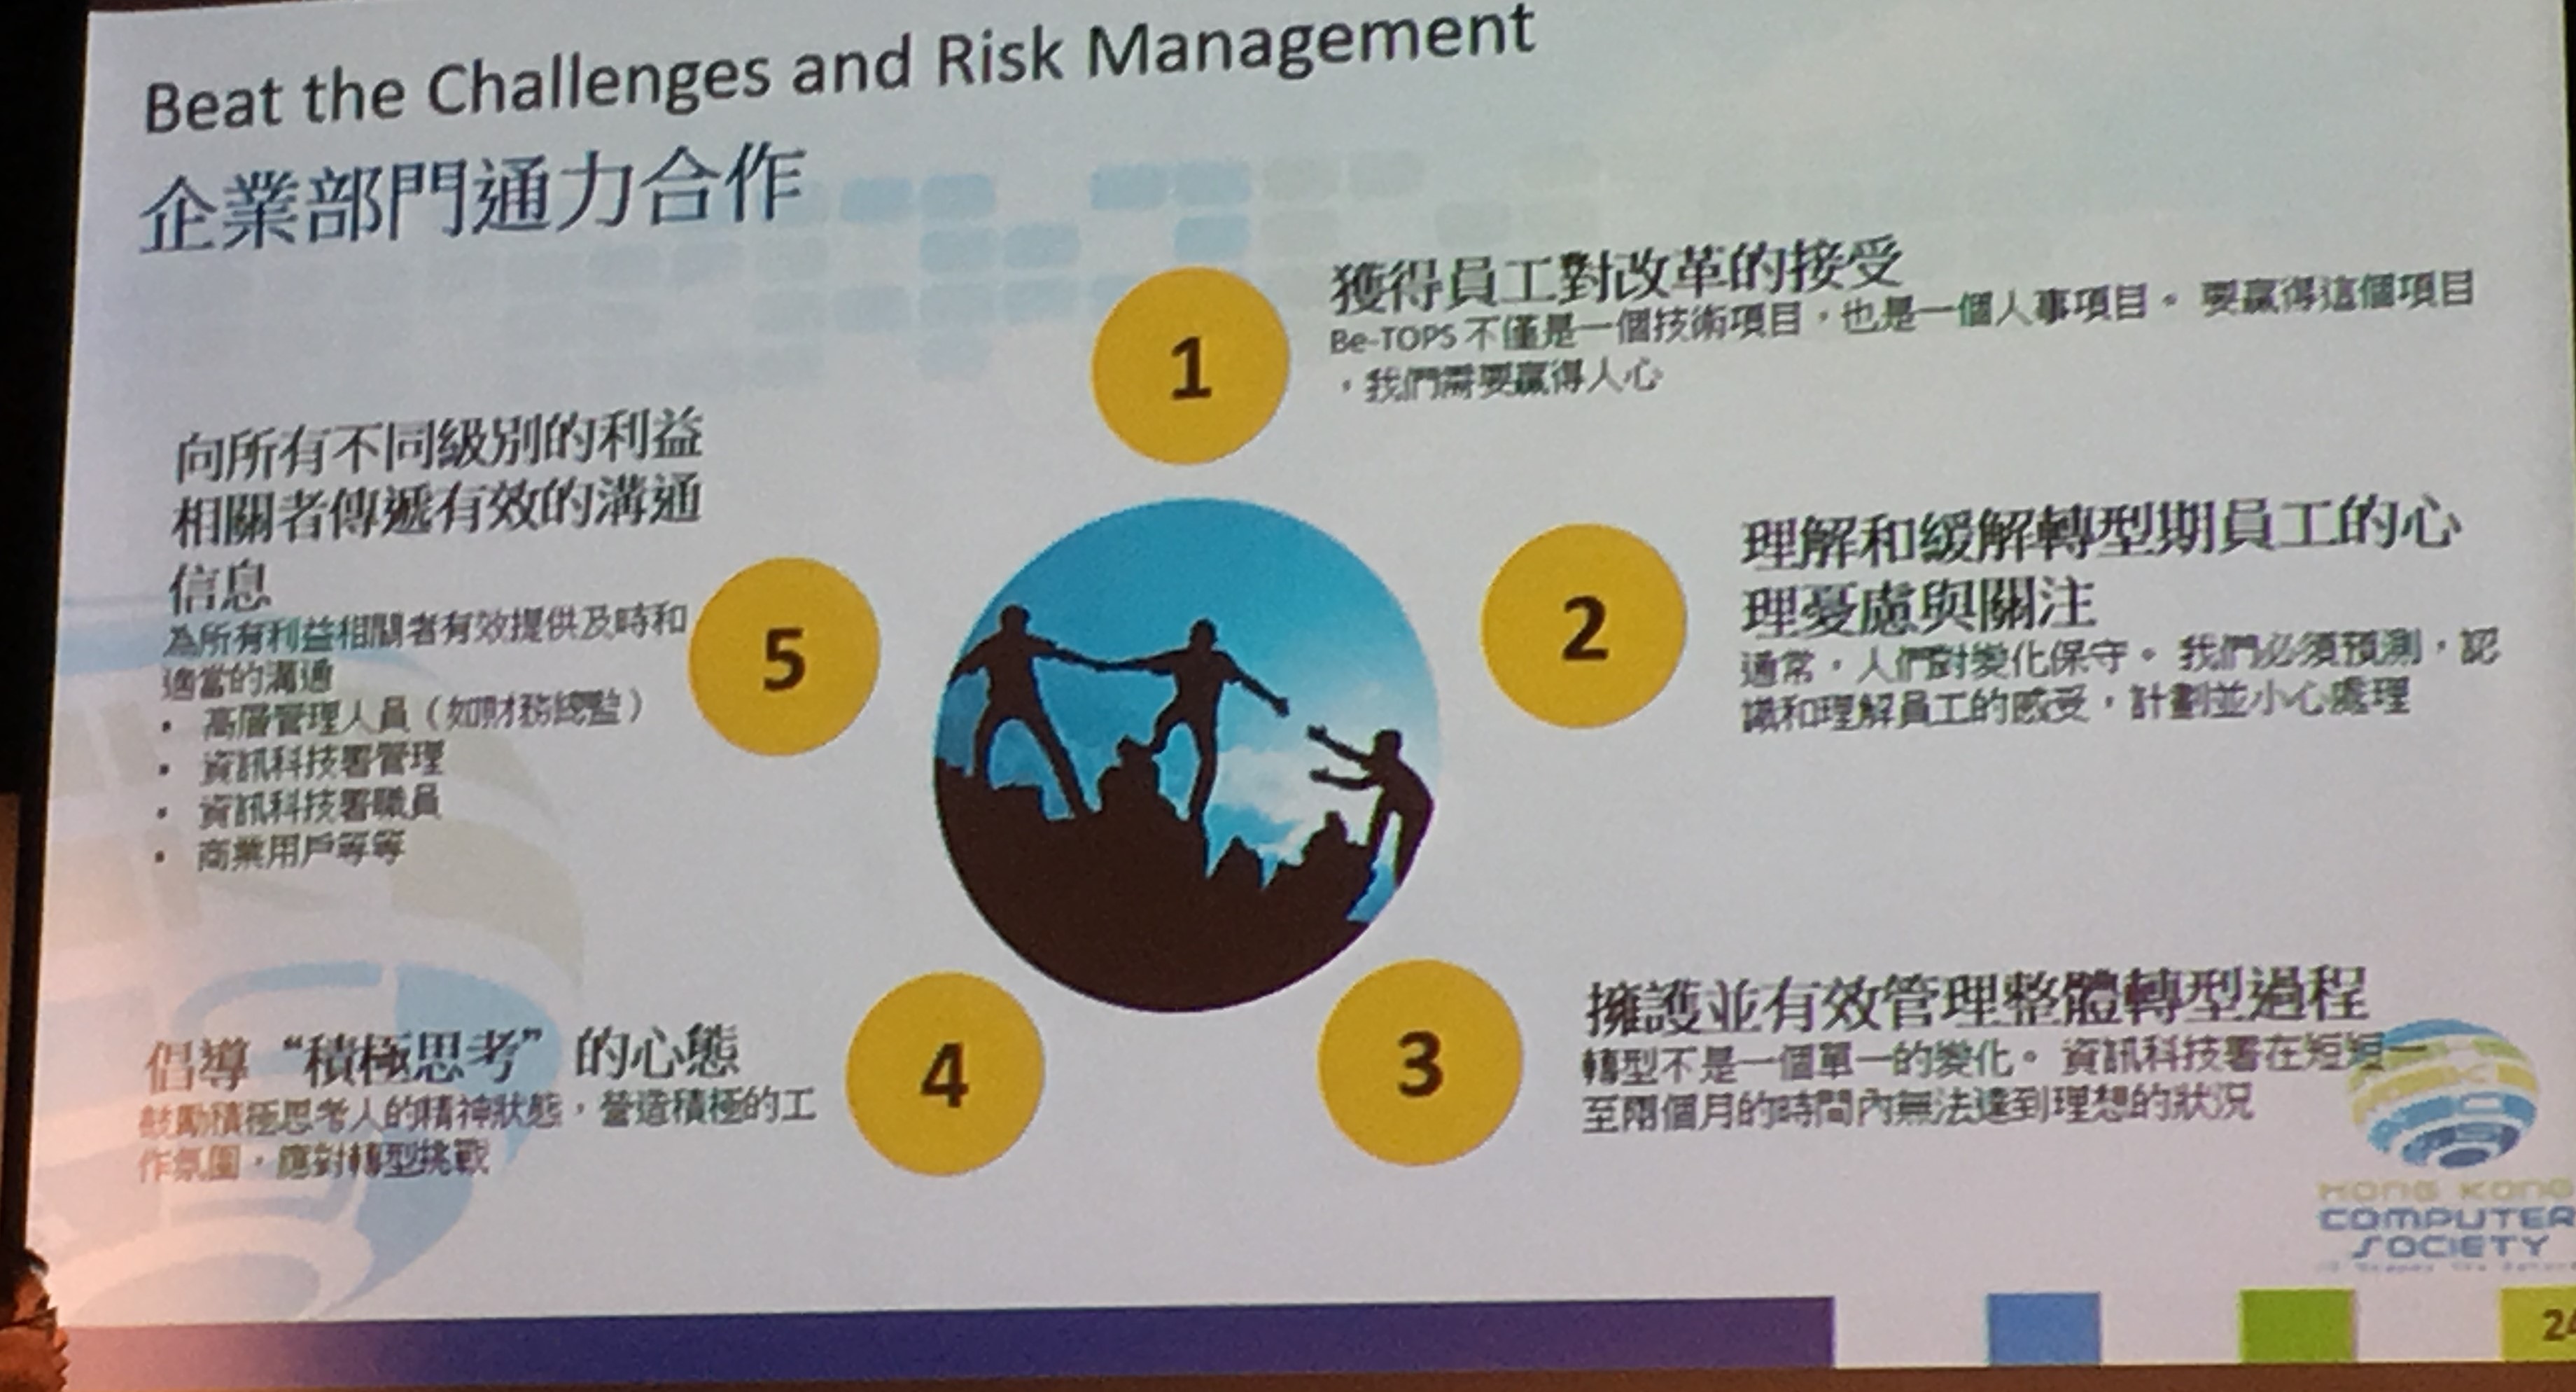 Beat the Challenges and Risk Management
企業部門通力合作
1
獲得員工對改革的接受
Be-TOPS 不僅是一個技術項目，也是一個人事項目。 要贏得這個項目
，我們需要贏得人心
2
理解和緩解轉型期員工的心
理憂慮與關注
通常，人們對變化保守。 我們必須預測，認
識和理解員工的感受，計劃並小心處理
3
擁護並有效管理整體轉型過程
轉型不是一個單一的變化。 資訊科技署在短短一
至兩個月的時間內無法達到理想的狀況
4
倡導“積極思考”的心態
鼓勵積極思考人的精神狀態，營造積極的工
作氛圍，應對轉型挑戰
5
向所有不同級別的利益
相關者傳遞有效的溝通
信息
為所有利益相關者有效提供及時和
適當的溝通
• 高層管理人員（如財務總監）
• 資訊科技署管理
• 資訊科技署職員
• 商業用戶等等
HONG KONG
COMPUTER
SOCIETY